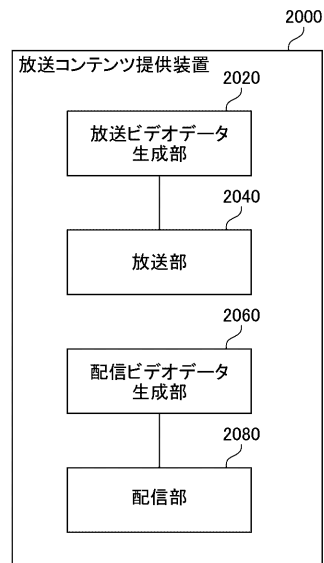 2000
放送コンテンツ提供装置
2020
放送ビデオデータ
生成部
2040
放送部
2060
配信ビデオデータ
生成部
2080
配信部